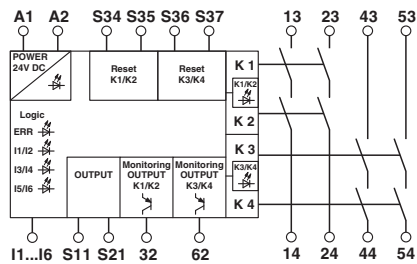 A1 A2 S34 S35 S36 S37 13 23 43 53
POWER
24V DC
Reset
K1/K2
Reset
K3/K4
K 1
K1/K2
K 2
Logic
ERR
I1/I2
I3/I4
I5/I6
OUTPUT
Monitoring
OUTPUT
K1/K2
Monitoring
OUTPUT
K3/K4
K 3
K3/K4
K 4
I1...I6 S11 S21 32 62 14 24 44 54